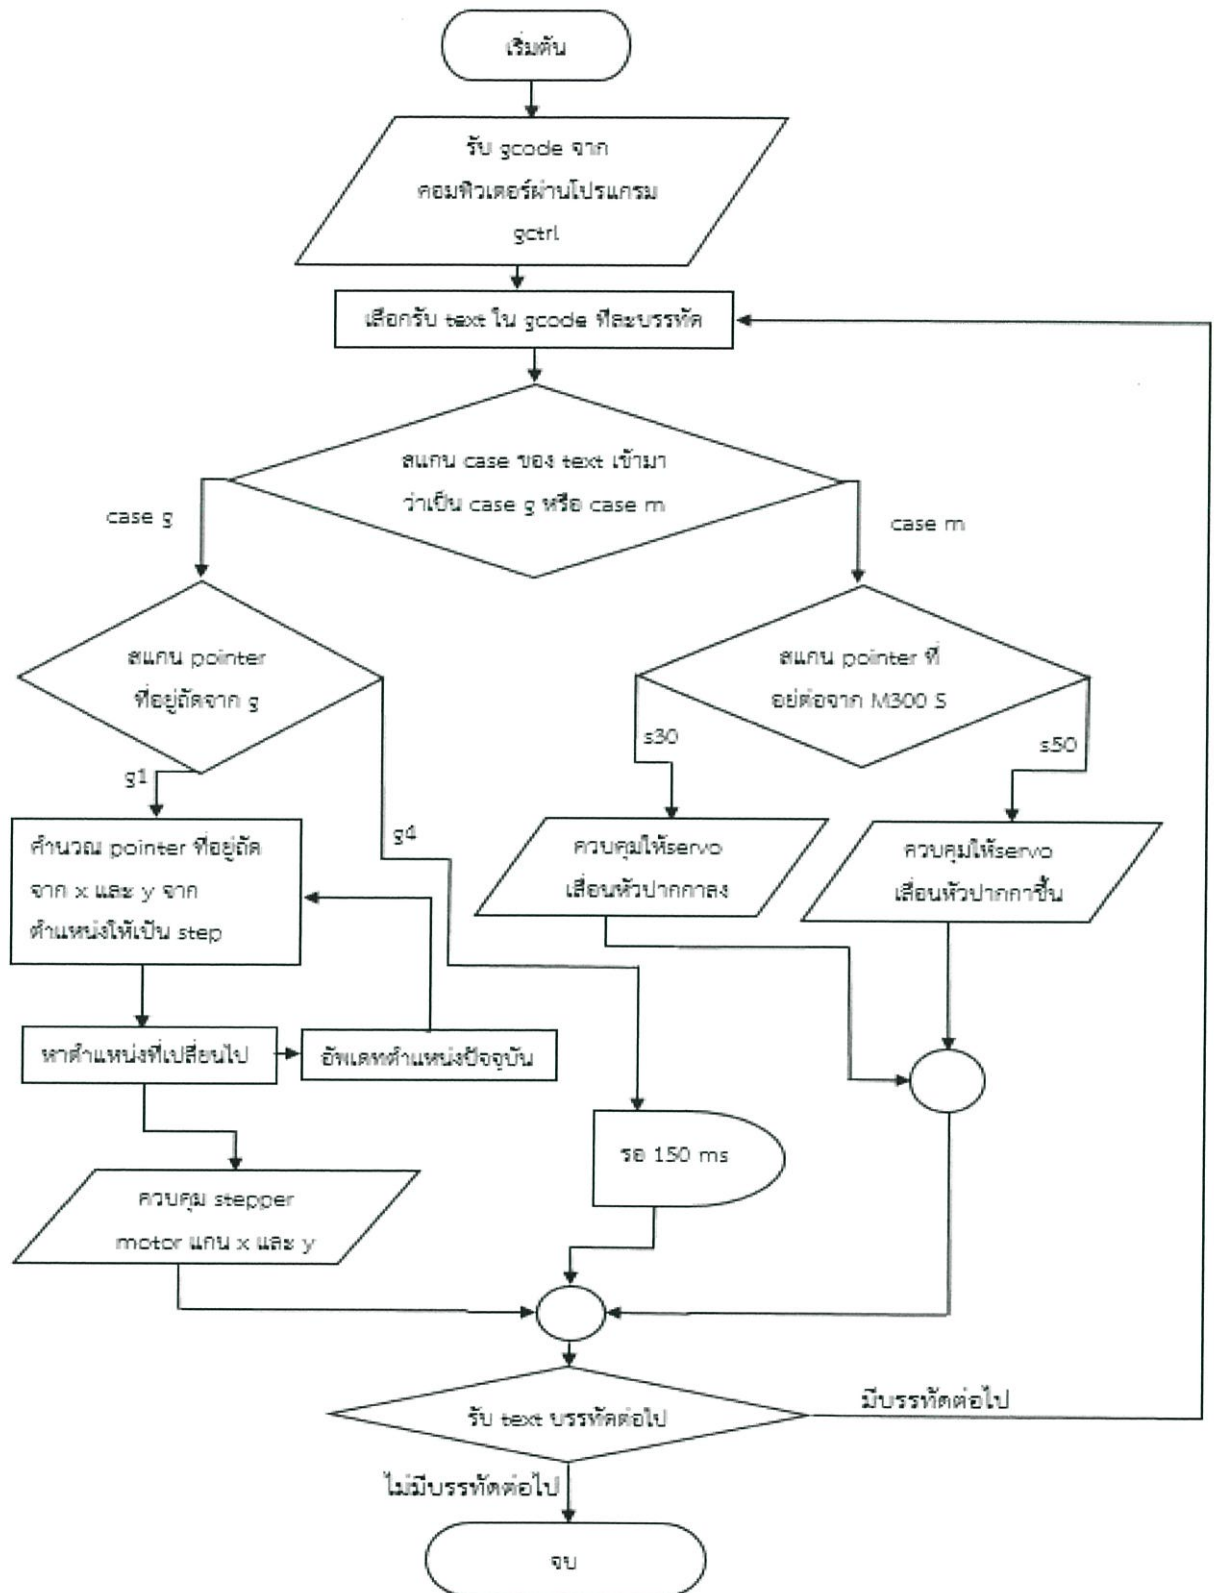 เริ่มต้น
รับ gcode จาก
คอมพิวเตอร์ผ่านโปรแกรม
gctrl
เลือกรับ text ใน gcode ทีละบรรทัด
สแกน case ของ text เข้ามา
ว่าเป็น case g หรือ case m
case g
case m
สแกน pointer
ที่อยู่ถัดจาก g
สแกน pointer ที่
อยู่ต่อจาก M300 S
g1
g4
s30
s50
คำนวณ pointer ที่อยู่ถัด
จาก x และ y จาก
ตำแหน่งให้เป็น step
ควบคุมให้servo
เลื่อนหัวปากกาลง
ควบคุมให้servo
เลื่อนหัวปากกาขึ้น
หาตำแหน่งที่เปลี่ยนไป
อัพเดทตำแหน่งปัจจุบัน
รอ 150 ms
ควบคุม stepper
motor แกน x และ y
รับ text บรรทัดต่อไป
มีบรรทัดต่อไป
ไม่มีบรรทัดต่อไป
จบ